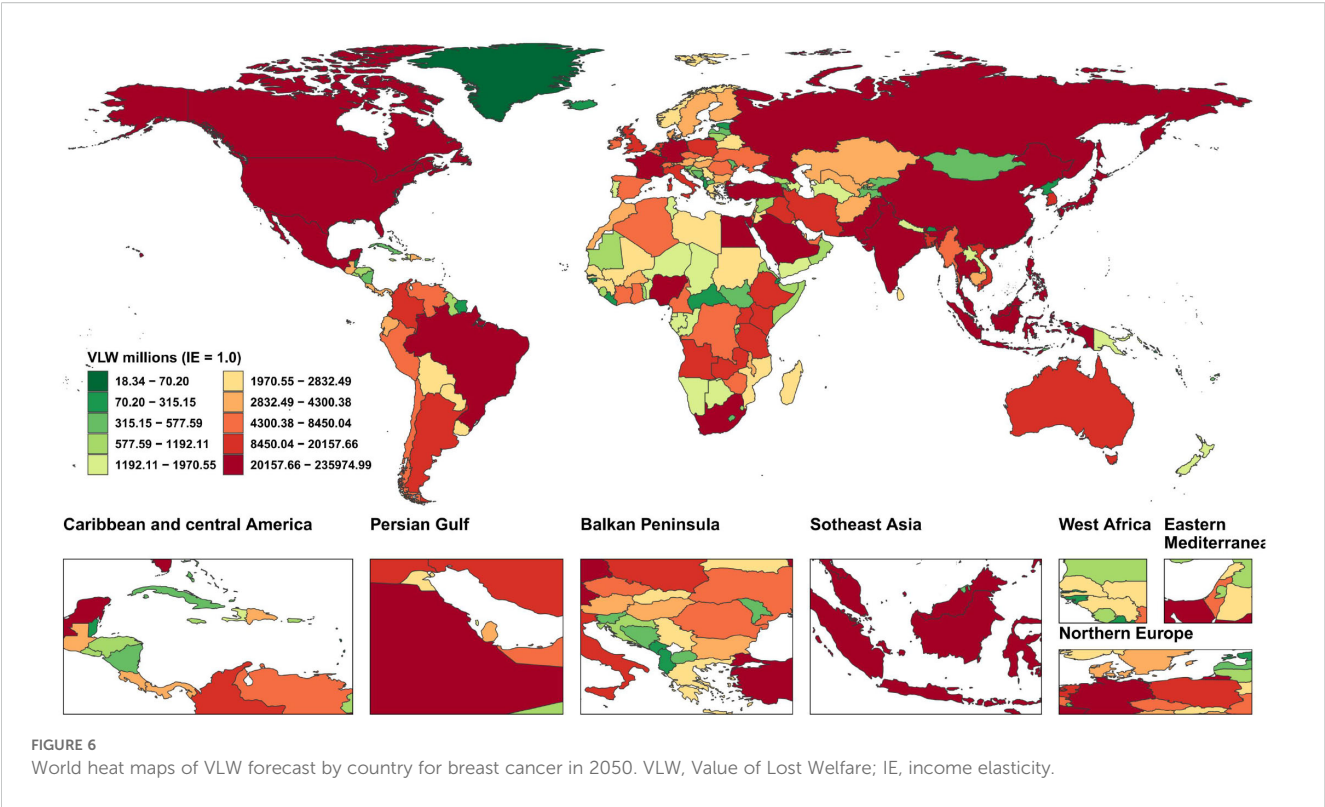 VLW millions (IE = 1.0)
18.34 – 70.20
70.20 – 315.15
315.15 – 577.59
577.59 – 1192.11
1192.11 – 1970.55
1970.55 – 2832.49
2832.49 – 4300.38
4300.38 – 8450.04
8450.04 – 20157.66
20157.66 – 235974.99
Caribbean and central America
Persian Gulf
Balkan Peninsula
Sotheast Asia
West Africa
Eastern
Mediterranea
Northern Europe
FIGURE 6
World heat maps of VLW forecast by country for breast cancer in 2050. VLW, Value of Lost Welfare; IE, income elasticity.